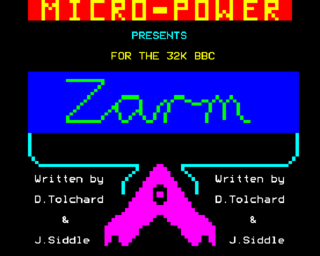 MICRO-POWER
PRESENTS
FOR THE 32K BBC
Zarm
Written by
D.Tolchard
&
J.Siddle
Written by
D.Tolchard
&
J.Siddle